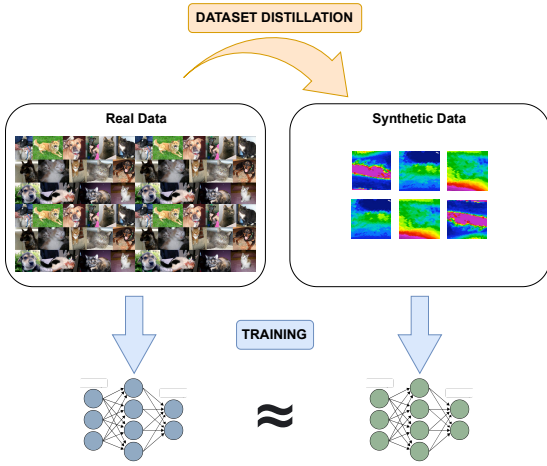 DATASET DISTILLATION
Real Data
Synthetic Data
TRAINING
≈